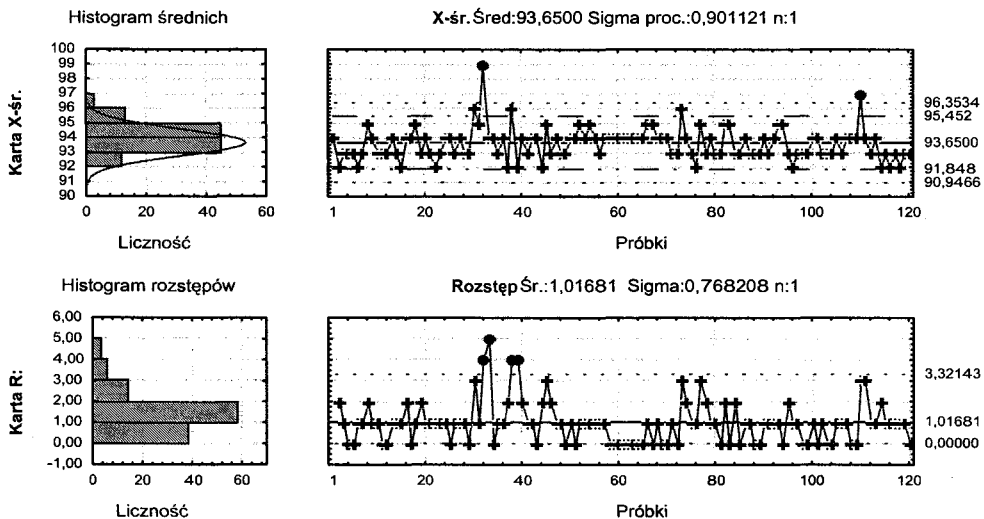 Histogram średnich
X-śr. Śred:93,6500 Sigma proc.:0,901121 n:1
Karta X-śr.
100
99
98
97
96
95
94
93
92
91
90
0 20 40 60
Liczność
96,3534
95,452
93,6500
91,848
90,9466
1 20 40 60 80 100 120
Próbki
Histogram rozstępów
Rozstęp Śr.:1,01681 Sigma:0,768208 n:1
Karta R:
6,00
5,00
4,00
3,00
2,00
1,00
0,00
-1,00
0 10 20 30 40 50 60
Liczność
3,32143
1,01681
0,00000
1 20 40 60 80 100 120
Próbki